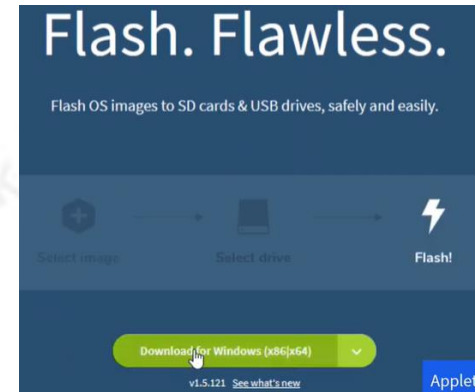 Flash. Flawless.
Flash OS images to SD cards & USB drives, safely and easily.
Select image
Select drive
Flash!
Download for Windows (x86|x64)
v1.5.121 See what's new